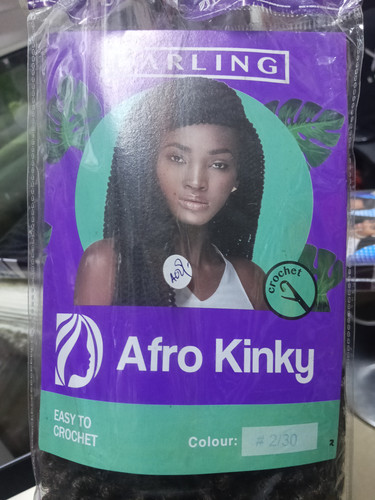 DARLING
crochet
Afro Kinky
EASY TO
CROCHET
Colour: # 2/30